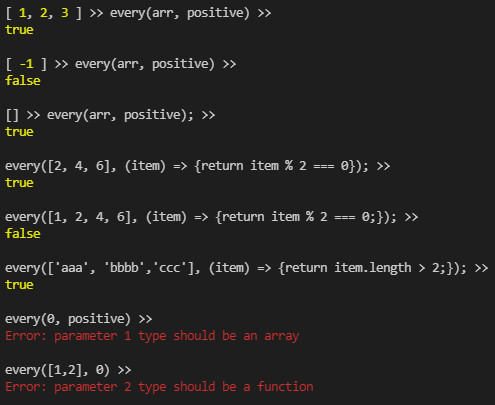 [ 1, 2, 3 ] >> every(arr, positive) >>
true
[ -1 ] >> every(arr, positive) >>
false
[] >> every(arr, positive); >>
true
every([2, 4, 6], (item) => {return item % 2 === 0}); >>
true
every([1, 2, 4, 6], (item) => {return item % 2 === 0;}); >>
false
every(['aaa', 'bbbb','ccc'], (item) => {return item.length > 2;}); >>
true
every(0, positive) >>
Error: parameter 1 type should be an array
every([1,2], 0) >>
Error: parameter 2 type should be a function